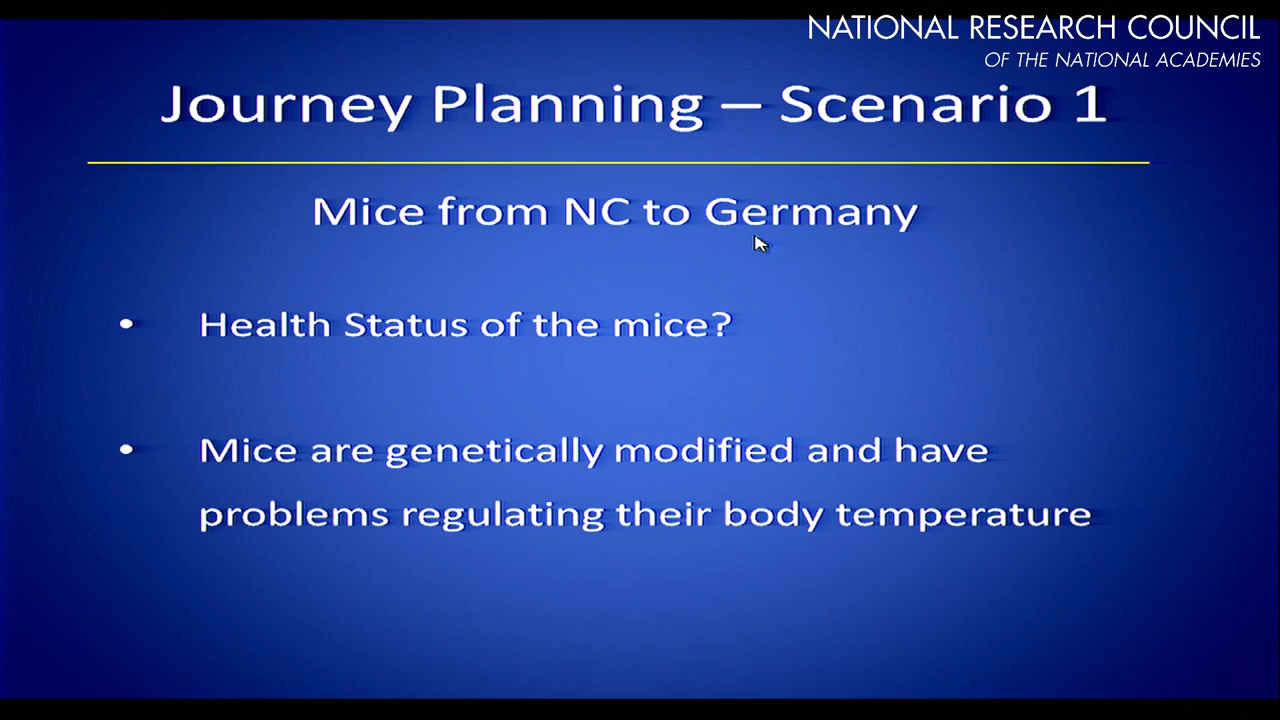 NATIONAL RESEARCH COUNCIL
OF THE NATIONAL ACADEMIES
Journey Planning – Scenario 1
Mice from NC to Germany
• Health Status of the mice?
• Mice are genetically modified and have
problems regulating their body temperature